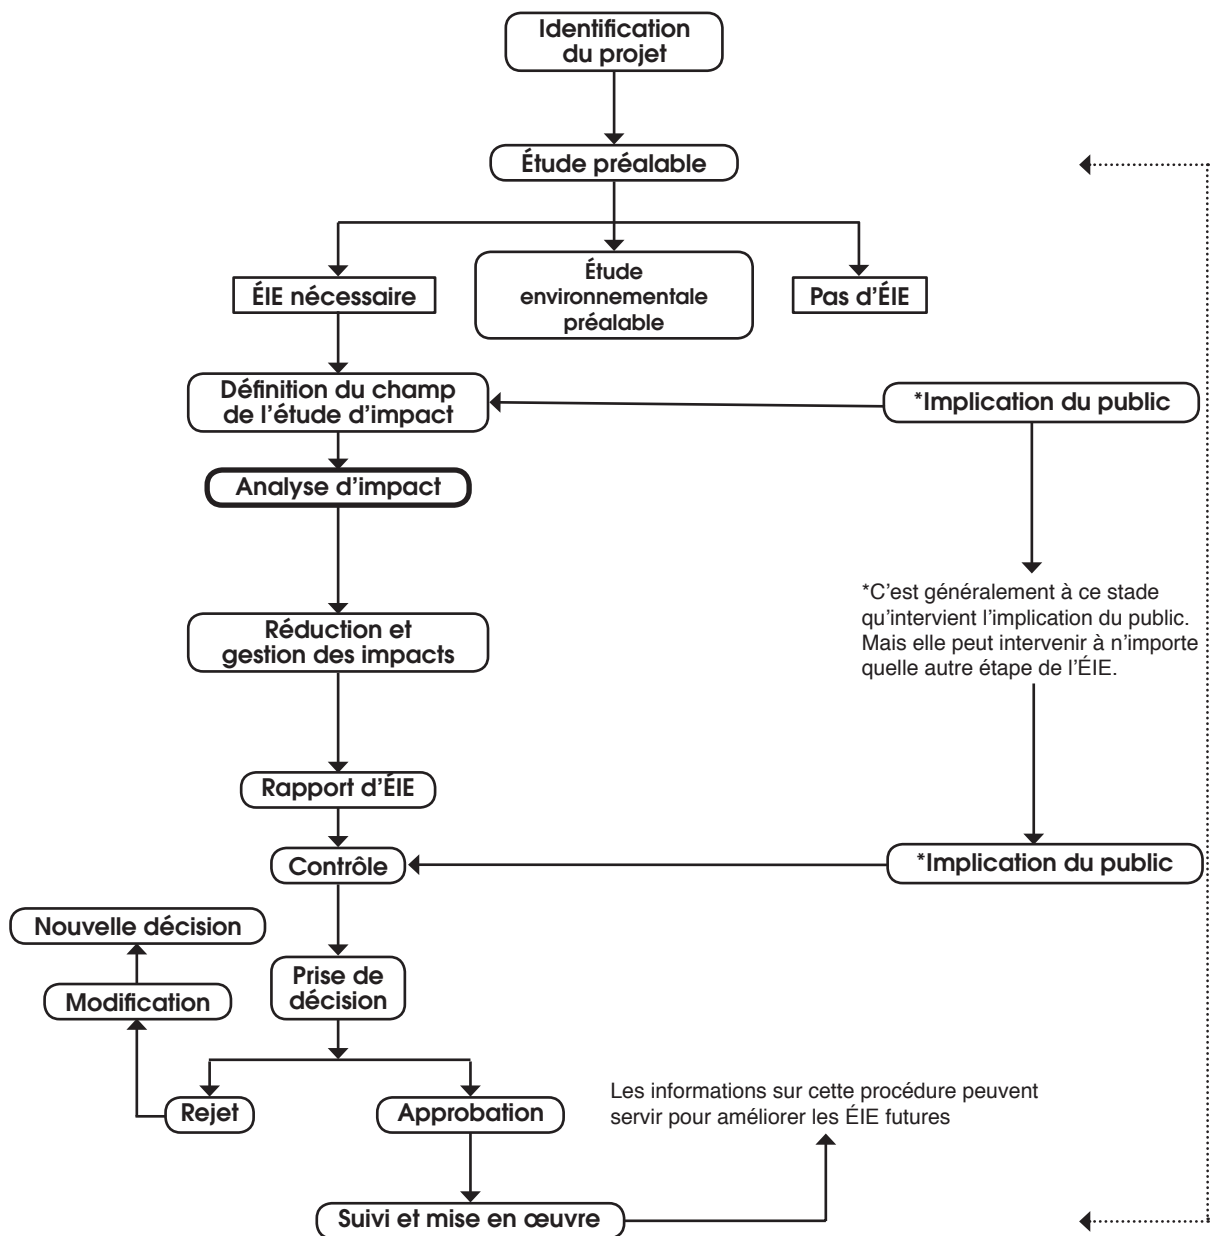 Identification
du projet
Étude préalable
ÉIE nécessaire
Étude
environnementale
préalable
Pas d’ÉIE
Définition du champ
de l’étude d’impact
*Implication du public
Analyse d’impact
*C’est généralement à ce stade
qu’intervient l’implication du public.
Mais elle peut intervenir à n’importe
quelle autre étape de l’ÉIE.
Réduction et
gestion des impacts
Rapport d’ÉIE
Contrôle
*Implication du public
Nouvelle décision
Modification
Prise de
décision
Rejet
Approbation
Les informations sur cette procédure peuvent
servir pour améliorer les ÉIE futures
Suivi et mise en œuvre